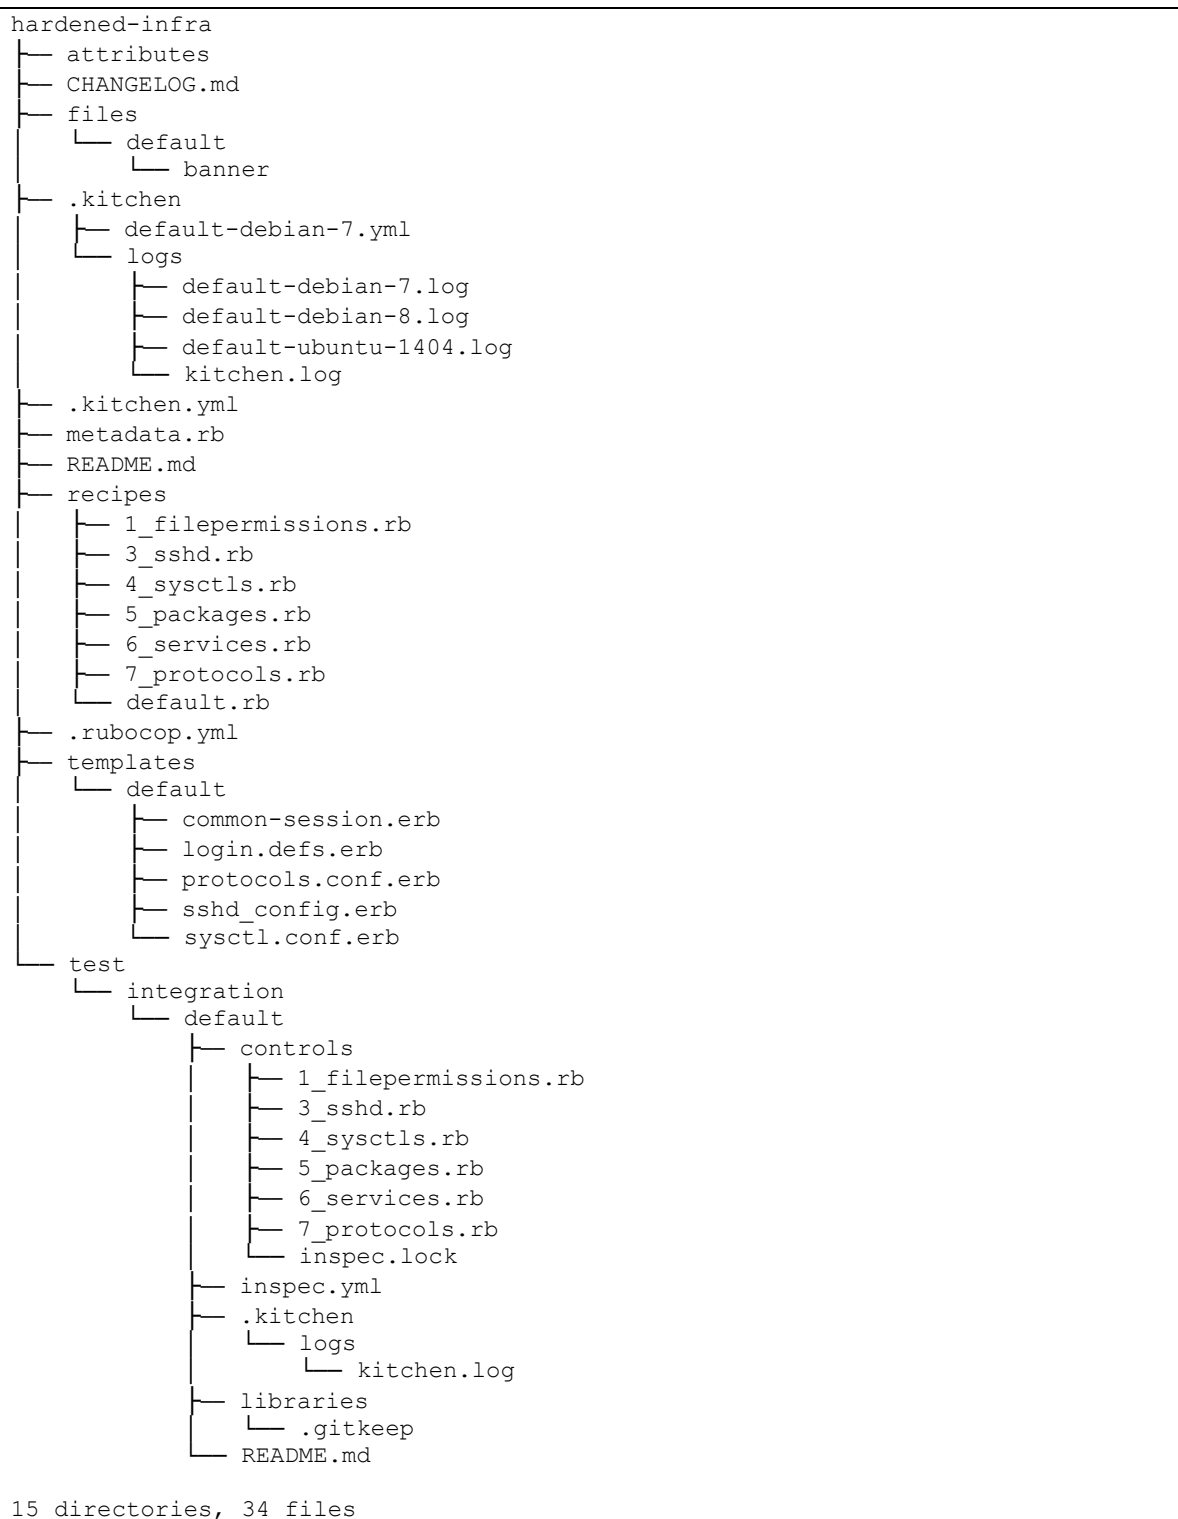 hardened-infra
├── attributes
├── CHANGELOG.md
├── files
│   └── default
│       └── banner
├── .kitchen
│   ├── default-debian-7.yml
│   └── logs
│       ├── default-debian-7.log
│       ├── default-debian-8.log
│       ├── default-ubuntu-1404.log
│       └── kitchen.log
├── .kitchen.yml
├── metadata.rb
├── README.md
├── recipes
│   ├── 1_filepermissions.rb
│   ├── 3_sshd.rb
│   ├── 4_sysctls.rb
│   ├── 5_packages.rb
│   ├── 6_services.rb
│   ├── 7_protocols.rb
│   └── default.rb
├── .rubocop.yml
├── templates
│   └── default
│       ├── common-session.erb
│       ├── login.defs.erb
│       ├── protocols.conf.erb
│       ├── sshd_config.erb
│       └── sysctl.conf.erb
└── test
    └── integration
        └── default
            ├── controls
            │   ├── 1_filepermissions.rb
            │   ├── 3_sshd.rb
            │   ├── 4_sysctls.rb
            │   ├── 5_packages.rb
            │   ├── 6_services.rb
            │   ├── 7_protocols.rb
            │   └── inspec.lock
            ├── inspec.yml
            ├── .kitchen
            │   └── logs
            │       └── kitchen.log
            ├── libraries
            │   └── .gitkeep
            └── README.md

15 directories, 34 files